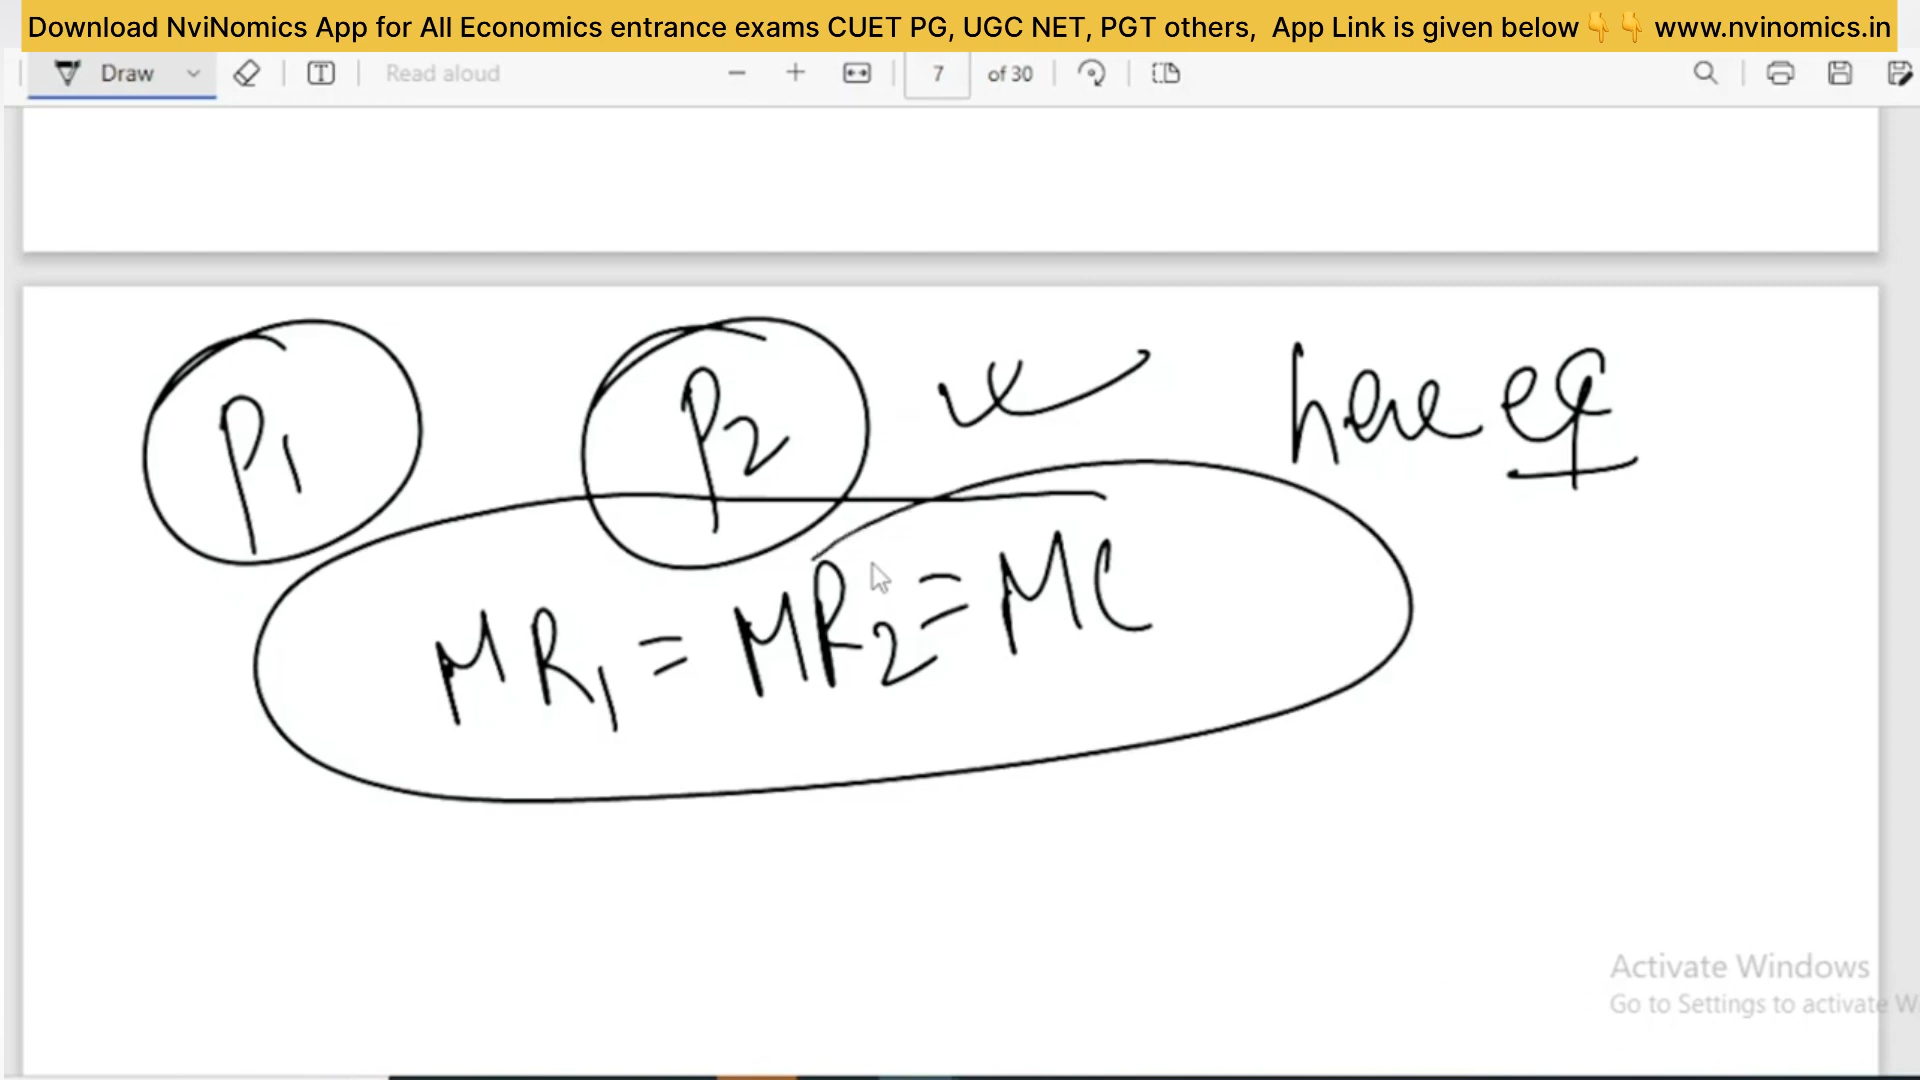 Download NviNomics App for All Economics entrance exams CUET PG, UGC NET, PGT others, App Link is given below👇👇 www.nvinomics.in
Draw Read aloud 7 of 30
P1 P2 here eq
MR1 = MR2 = MC
Activate Windows
Go to Settings to activate W